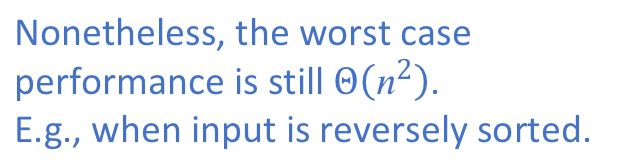 Nonetheless, the worst case
performance is still Θ(n²).
E.g., when input is reversely sorted.